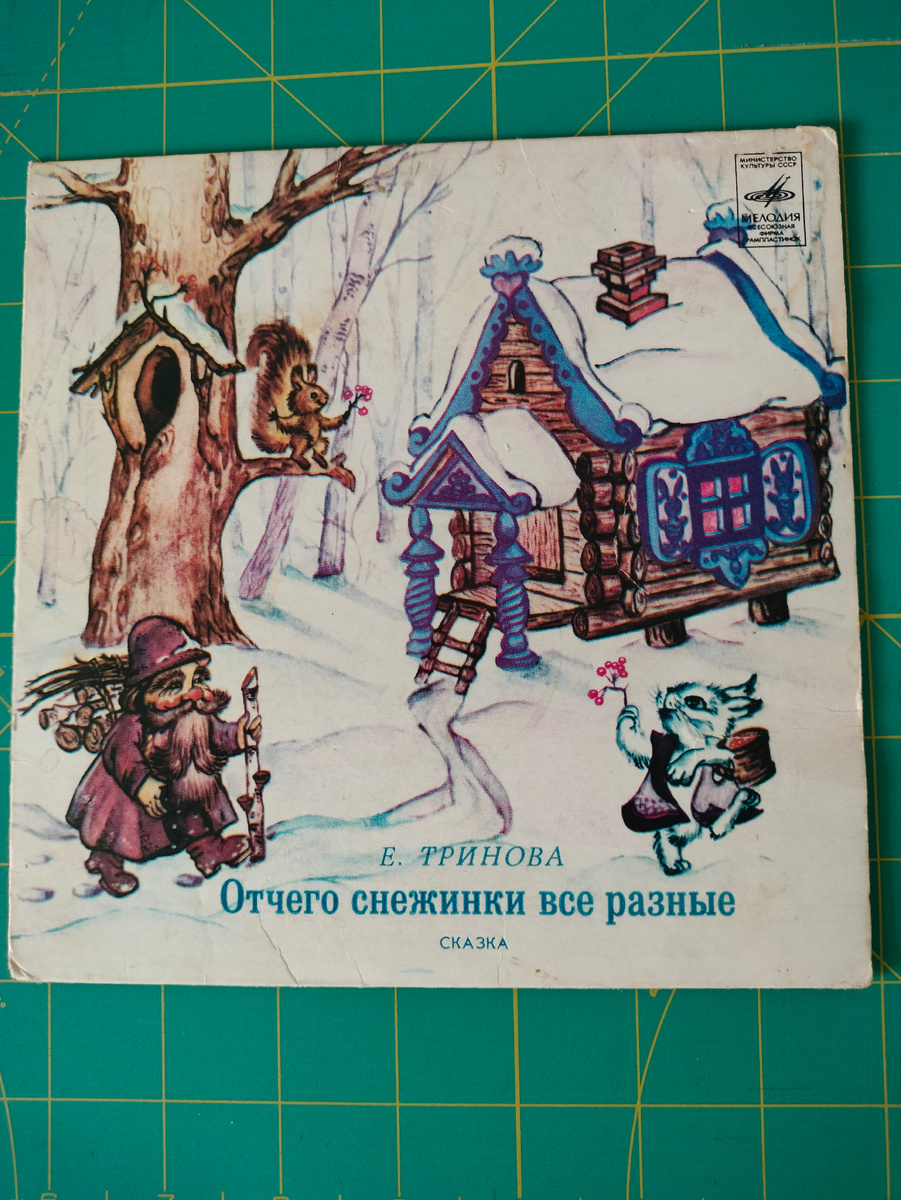 МИНИСТЕРСТВО
КУЛЬТУРЫ СССР
МЕЛОДИЯ
ВСЕСОЮЗНАЯ
ФИРМА
ГРАМПЛАСТИНОК
Е. ТРИНОВА
Отчего снежинки все разные
СКАЗКА